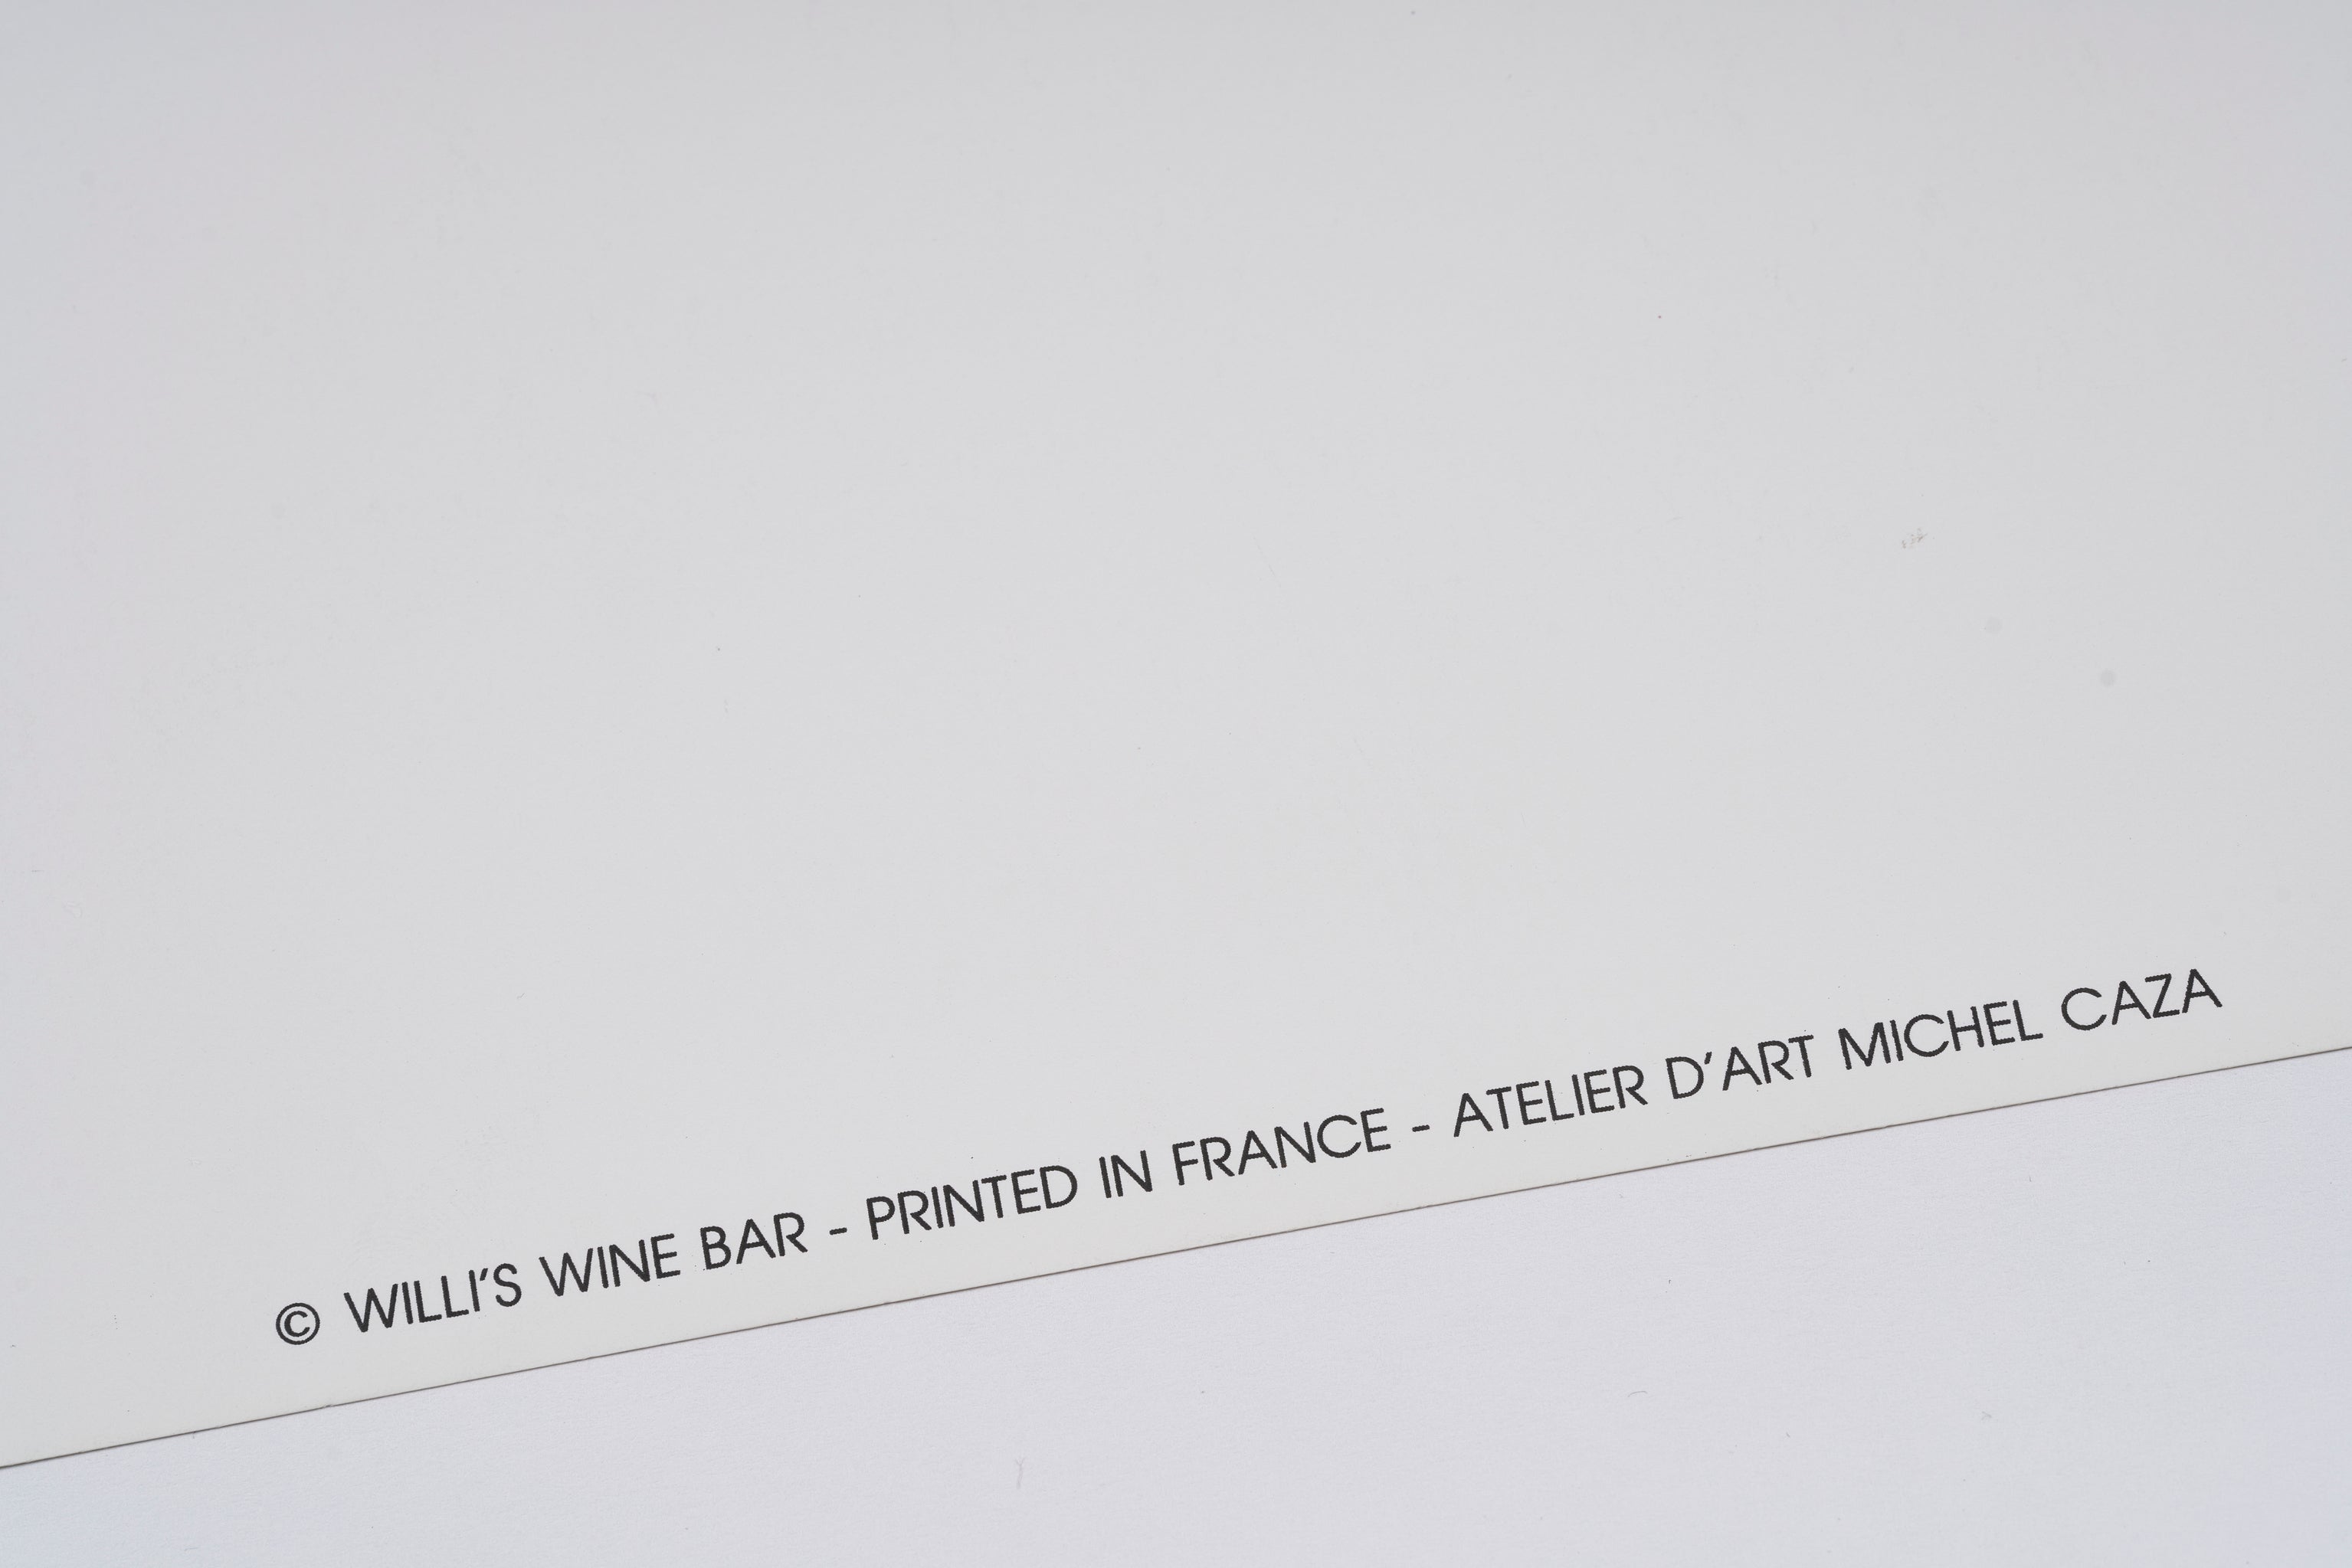 © WILLI'S WINE BAR - PRINTED IN FRANCE - ATELIER D'ART MICHEL CAZA